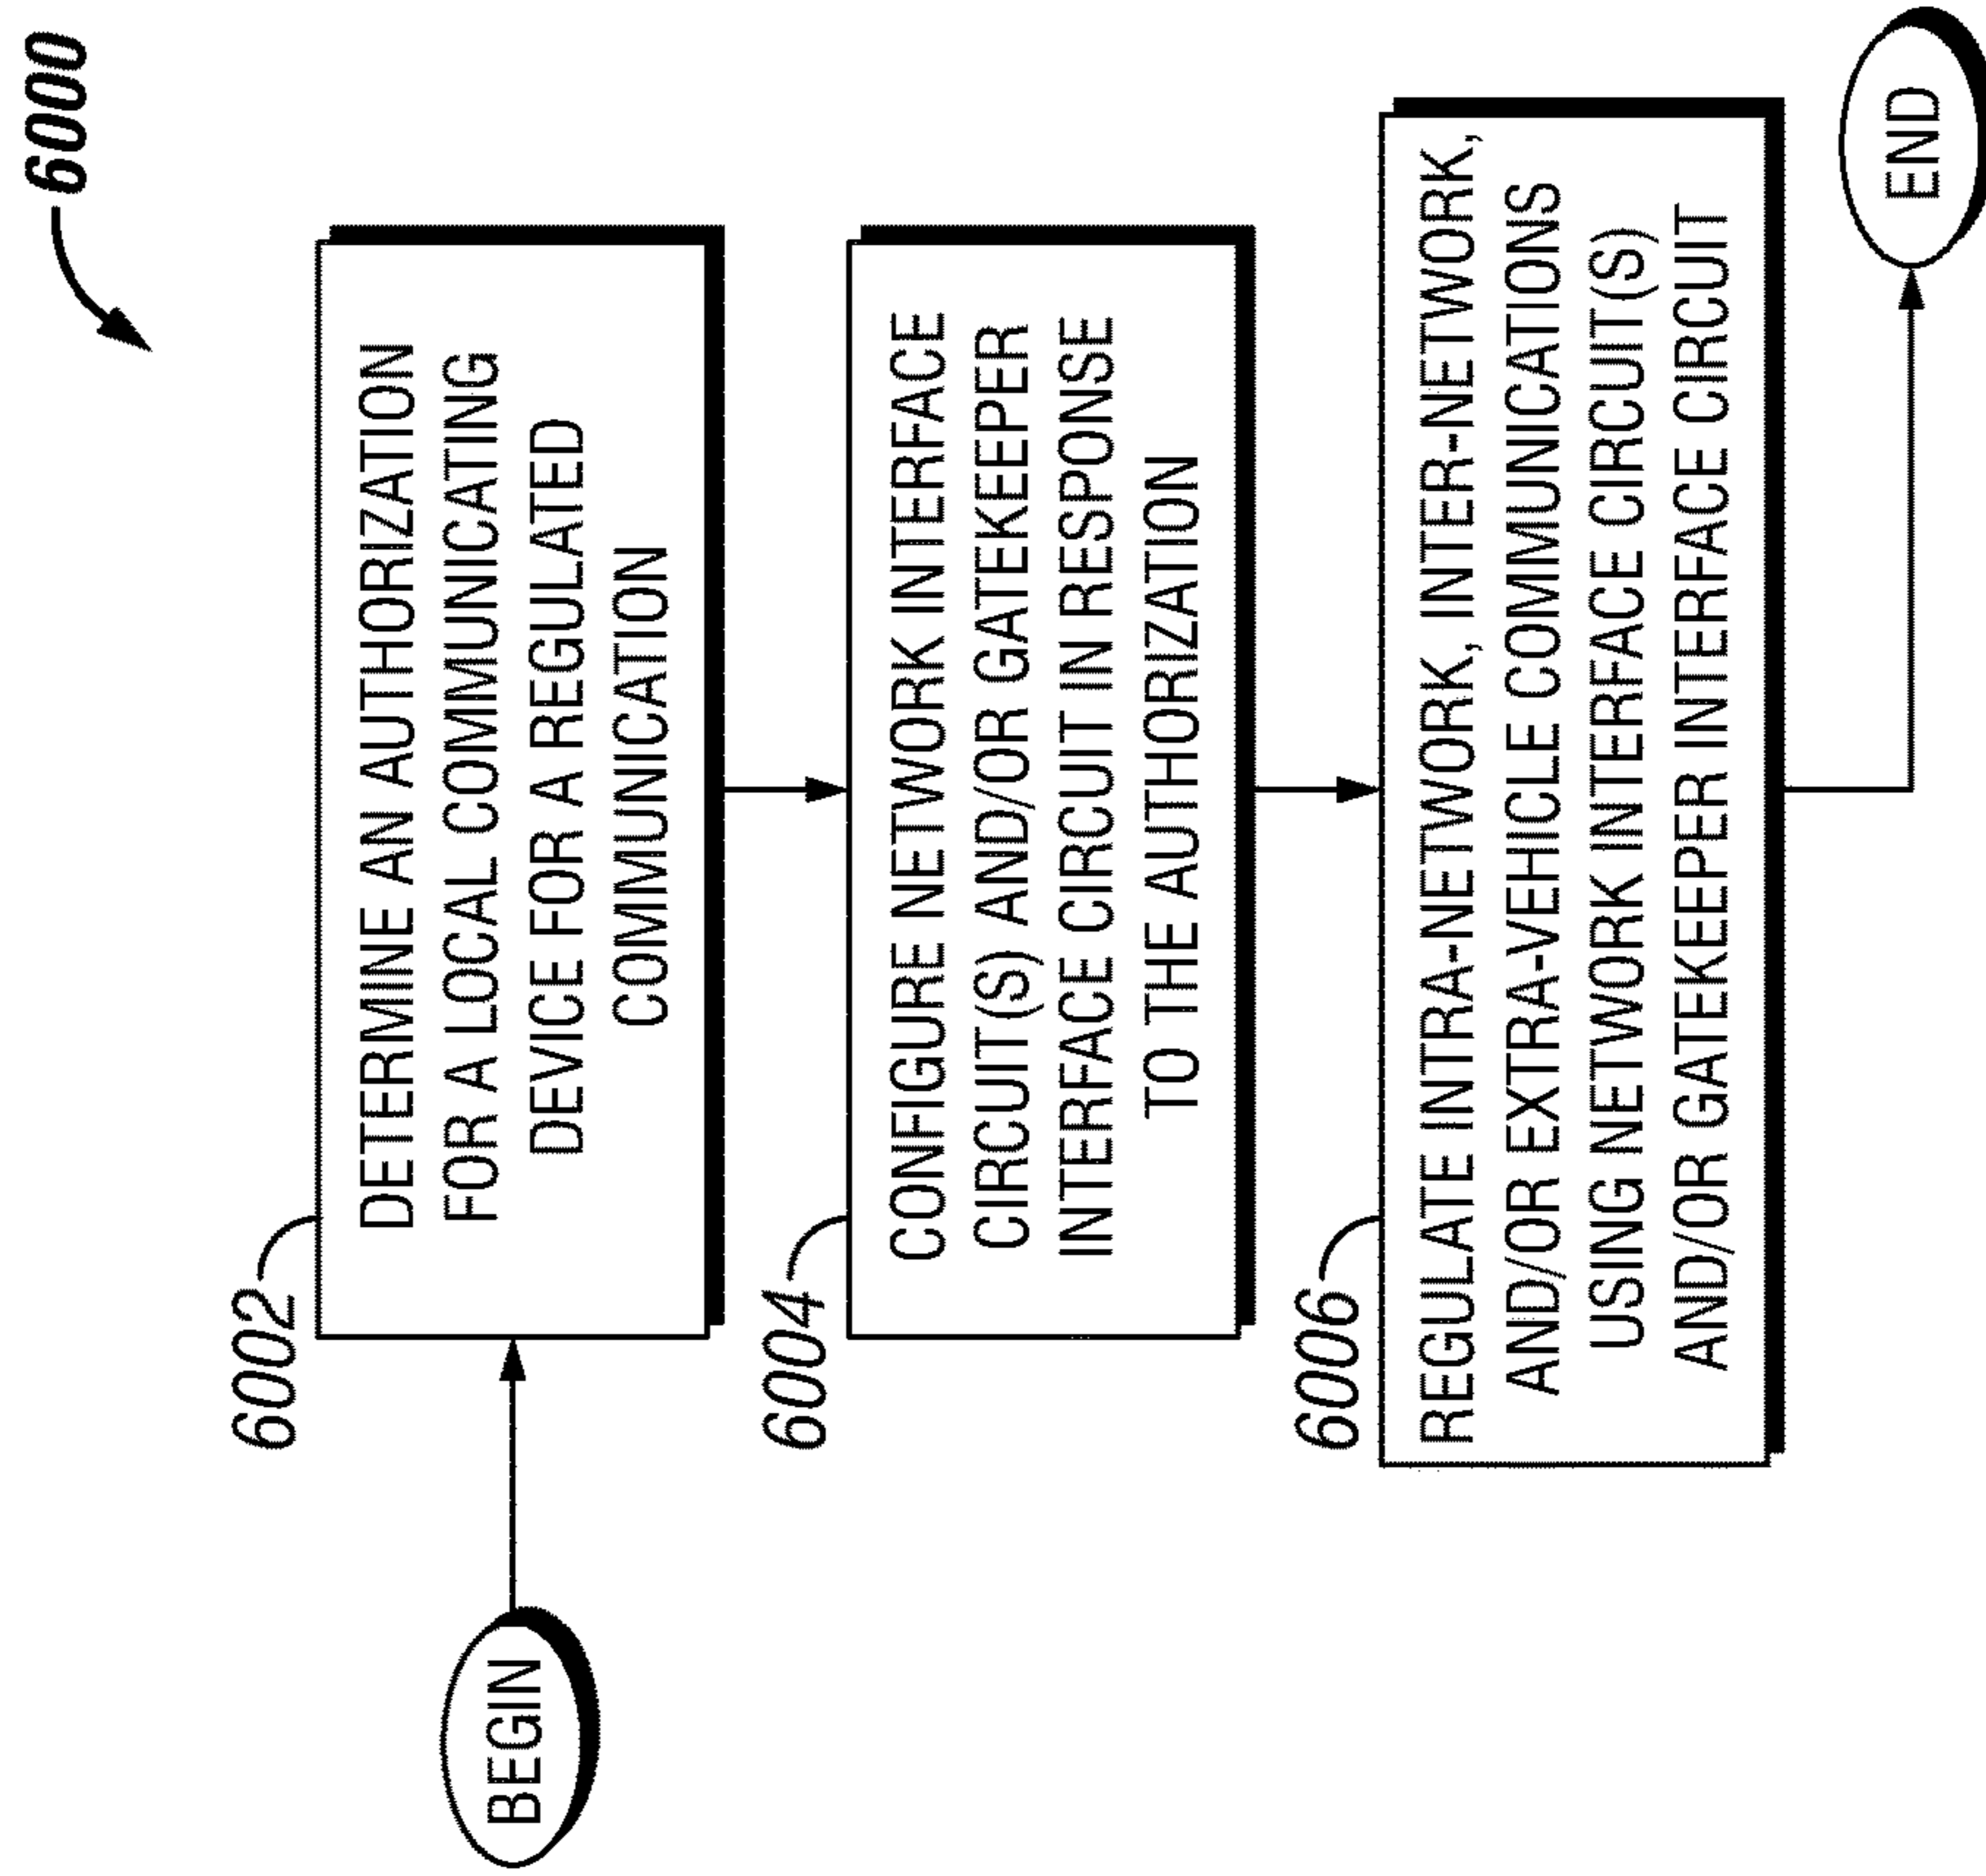 6000
BEGIN
6002
DETERMINE AN AUTHORIZATION
FOR A LOCAL COMMUNICATING
DEVICE FOR A REGULATED
COMMUNICATION
6004
CONFIGURE NETWORK INTERFACE
CIRCUIT(S) AND/OR GATEKEEPER
INTERFACE CIRCUIT IN RESPONSE
TO THE AUTHORIZATION
6006
REGULATE INTRA-NETWORK, INTER-NETWORK,
AND/OR EXTRA-VEHICLE COMMUNICATIONS
USING NETWORK INTERFACE CIRCUIT(S)
AND/OR GATEKEEPER INTERFACE CIRCUIT
END